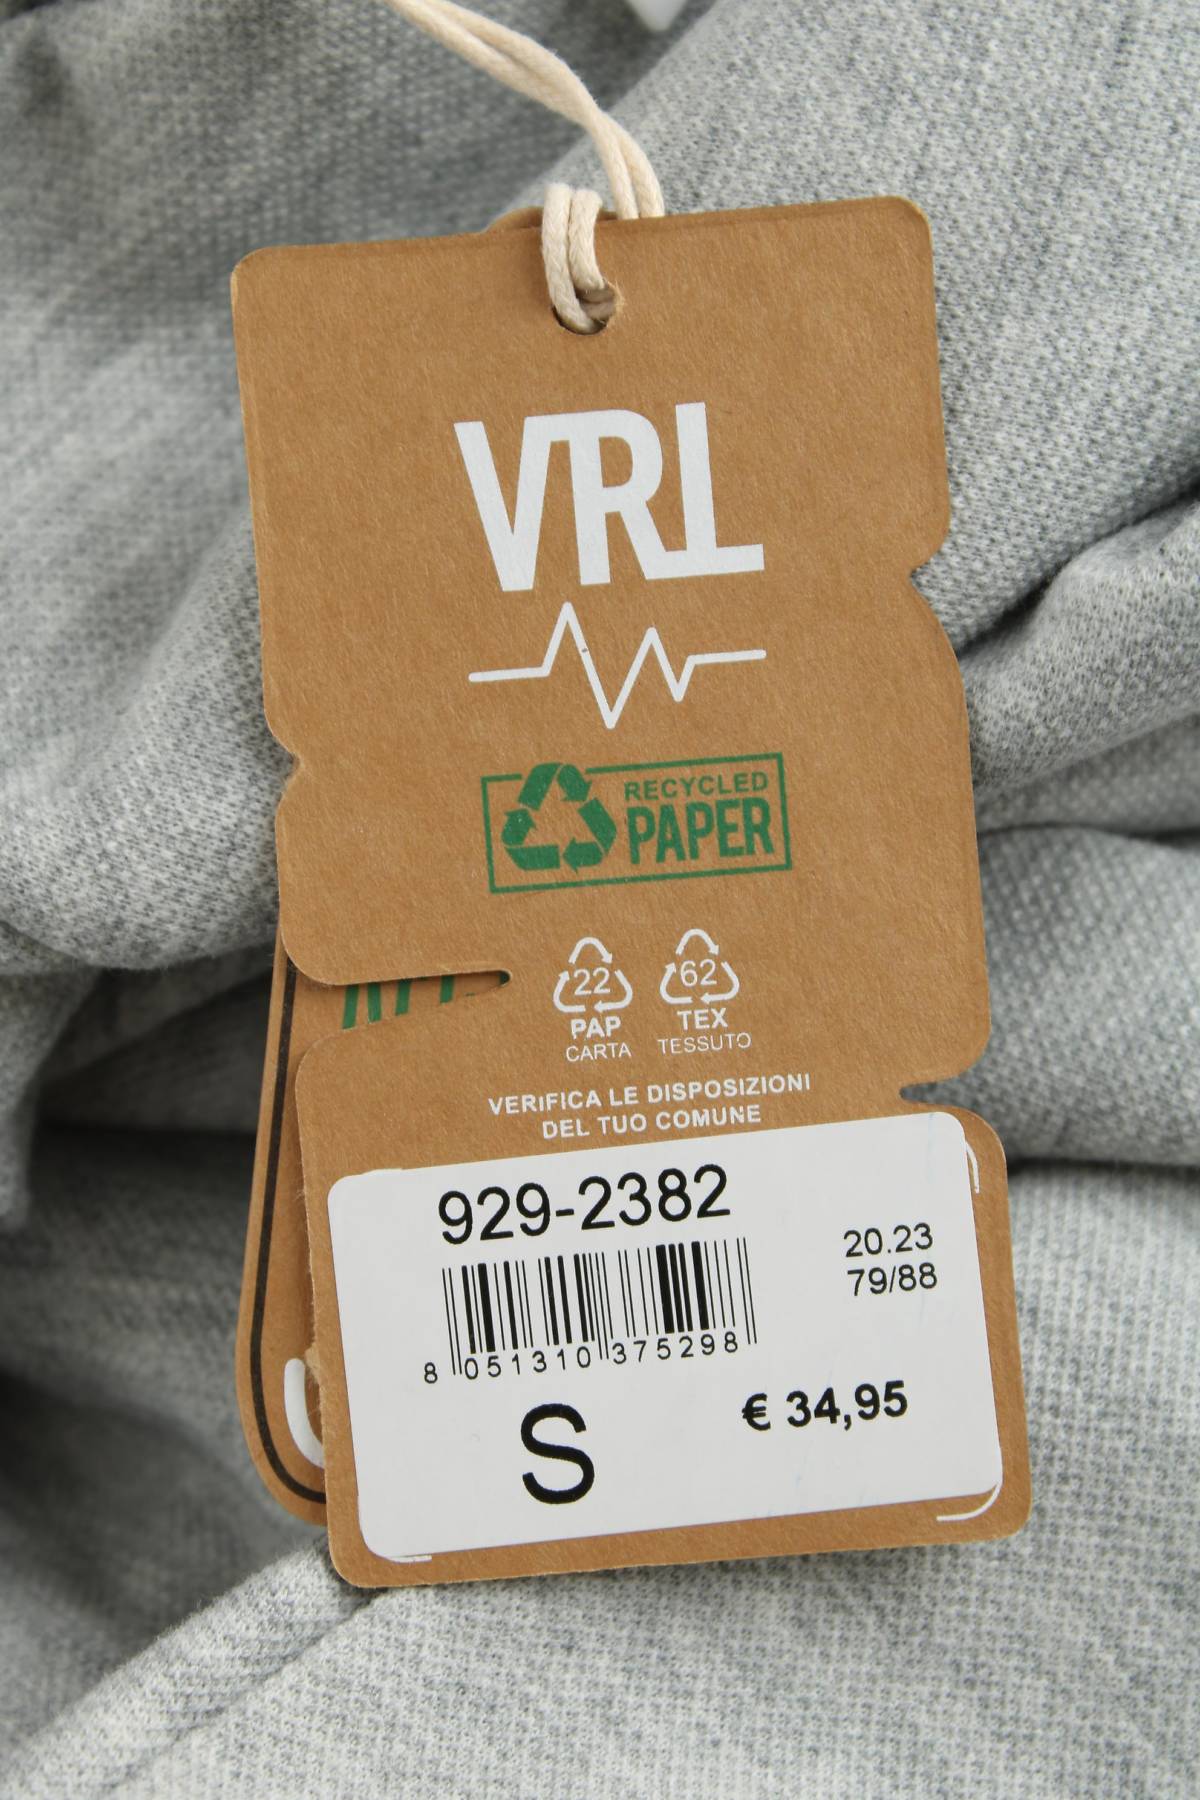 VRL
RECYCLED
PAPER
22 62
PAP TEX
CARTA TESSUTO
VERIFICA LE DISPOSIZIONI
DEL TUO COMUNE
929-2382
20.23
79/88
8 051310 375298
S € 34,95